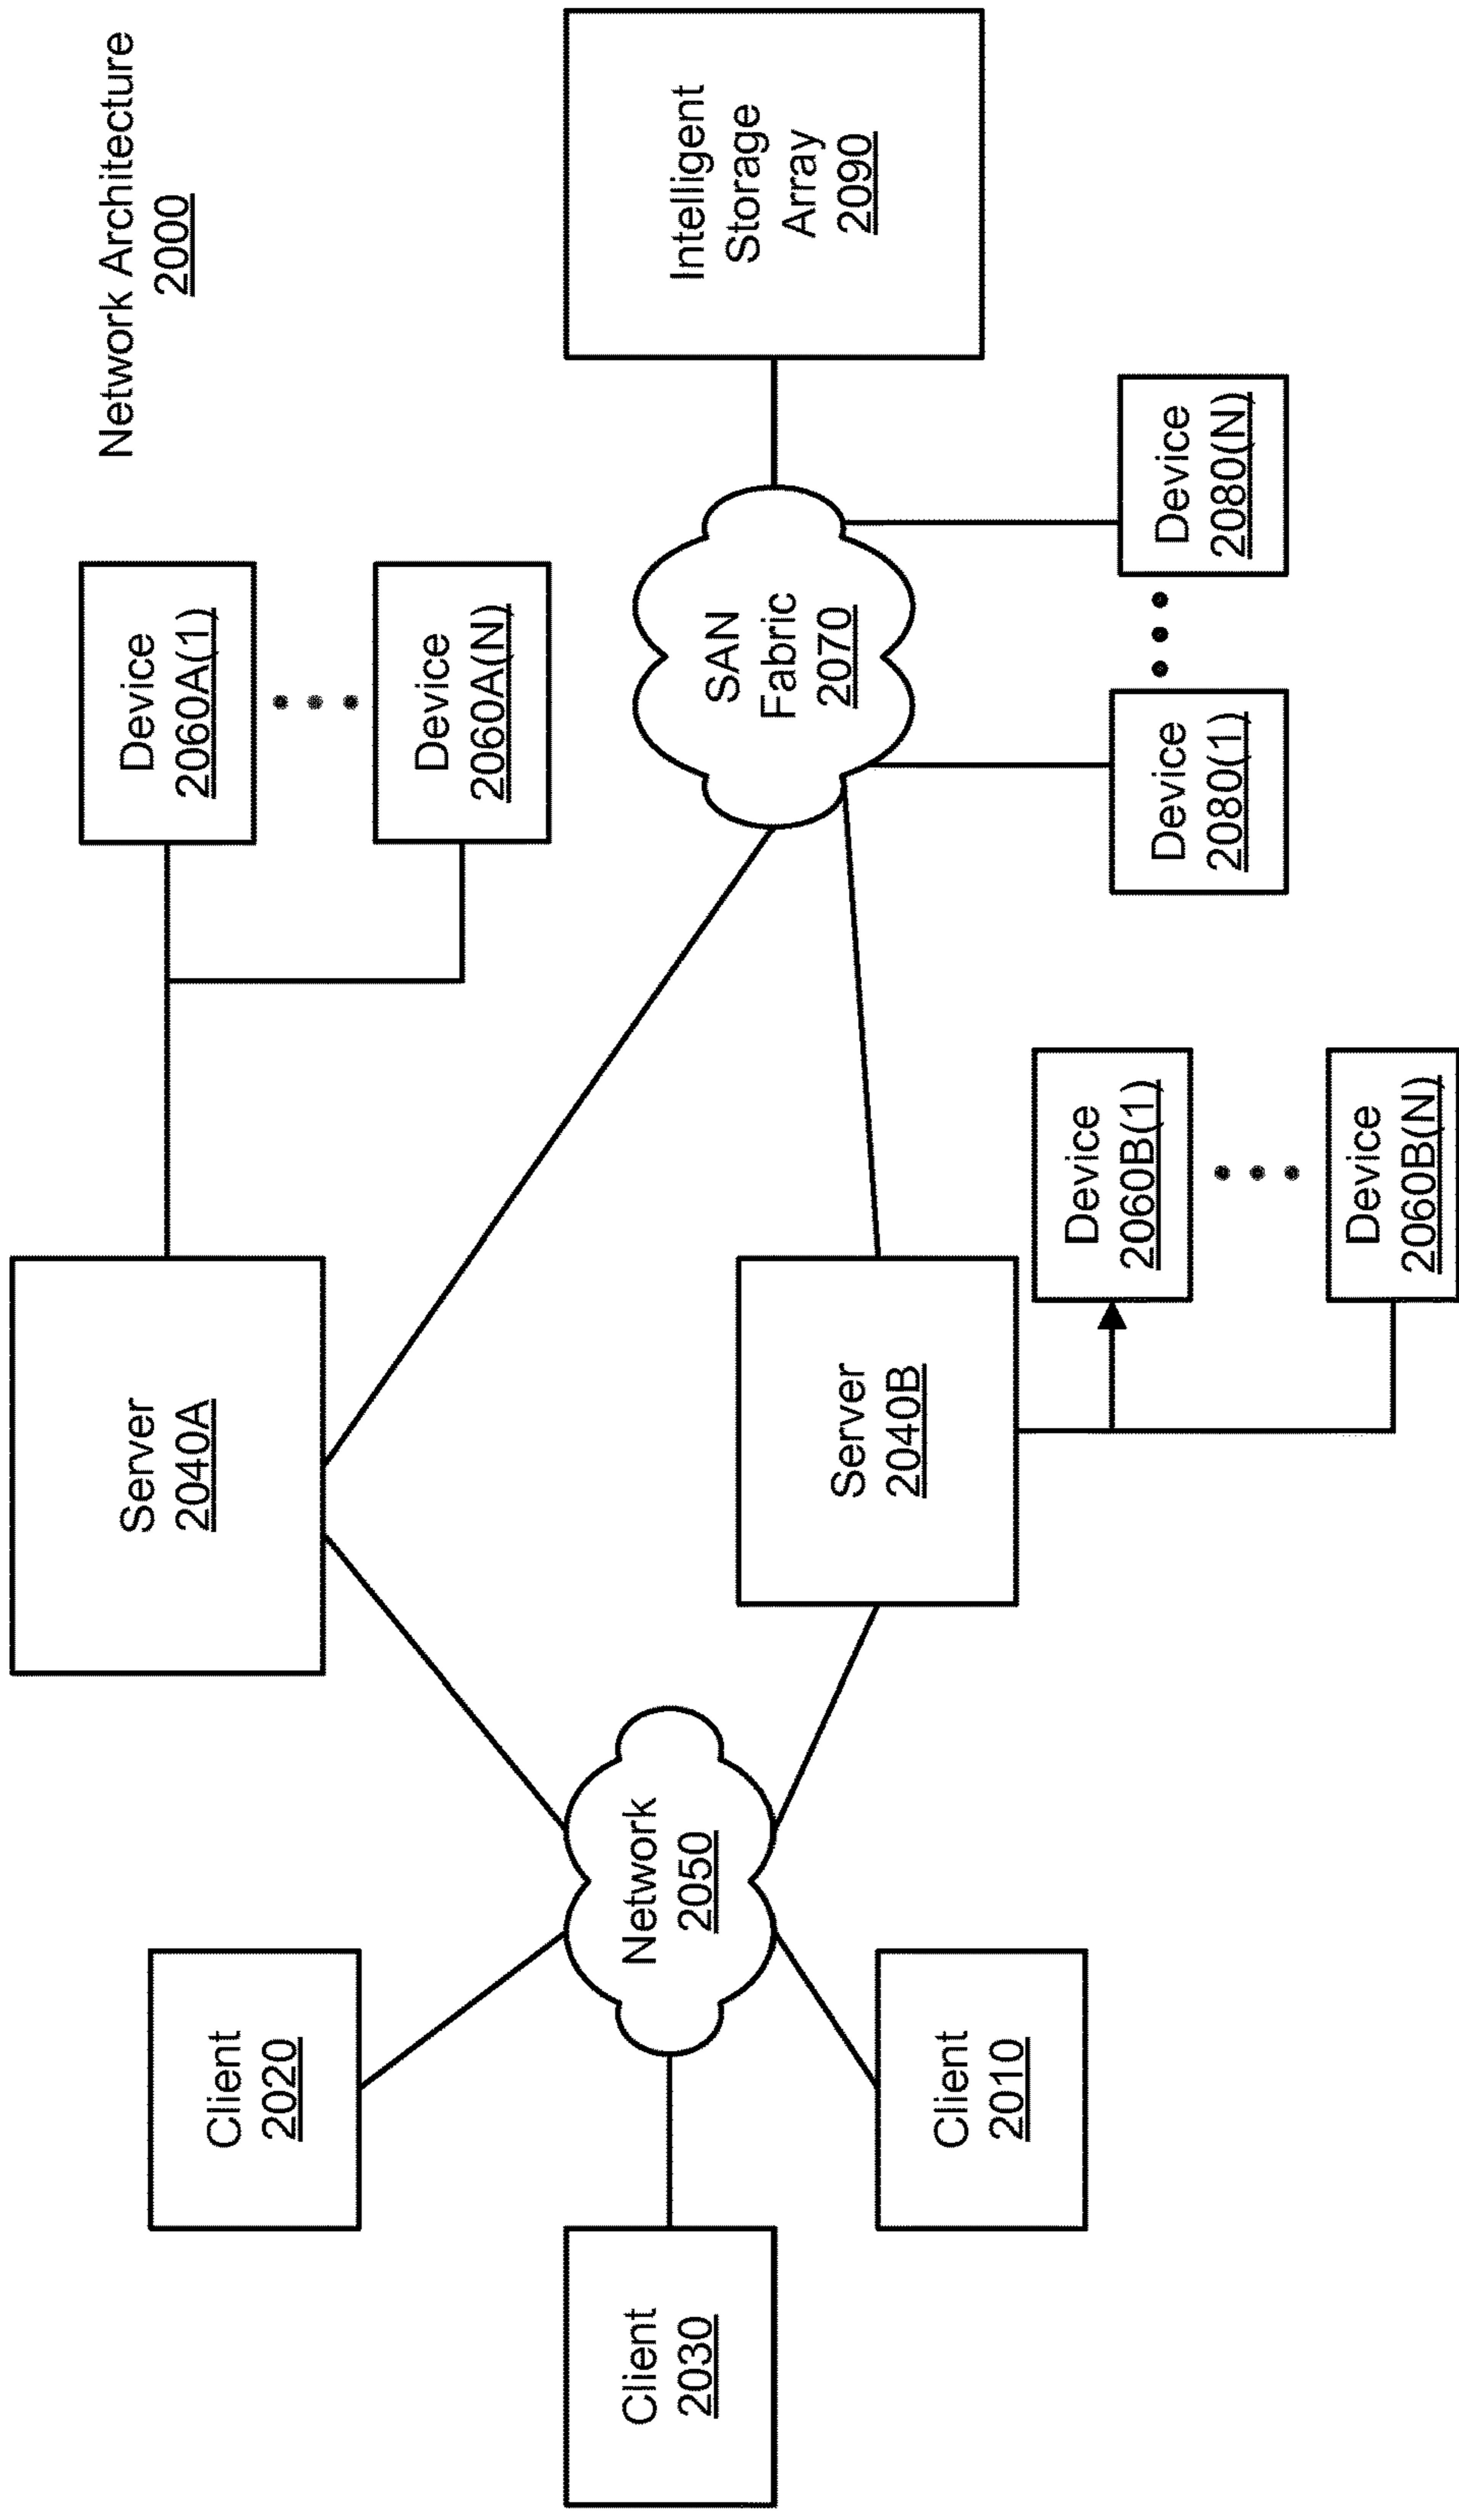 Network Architecture
2000
Server
2040A
Device
2060A(1)
Device
2060A(N)
Client
2020
Client
2030
Network
2050
Client
2010
Server
2040B
SAN
Fabric
2070
Intelligent
Storage
Array
2090
Device
2060B(1)
Device
2060B(N)
Device
2080(1)
Device
2080(N)